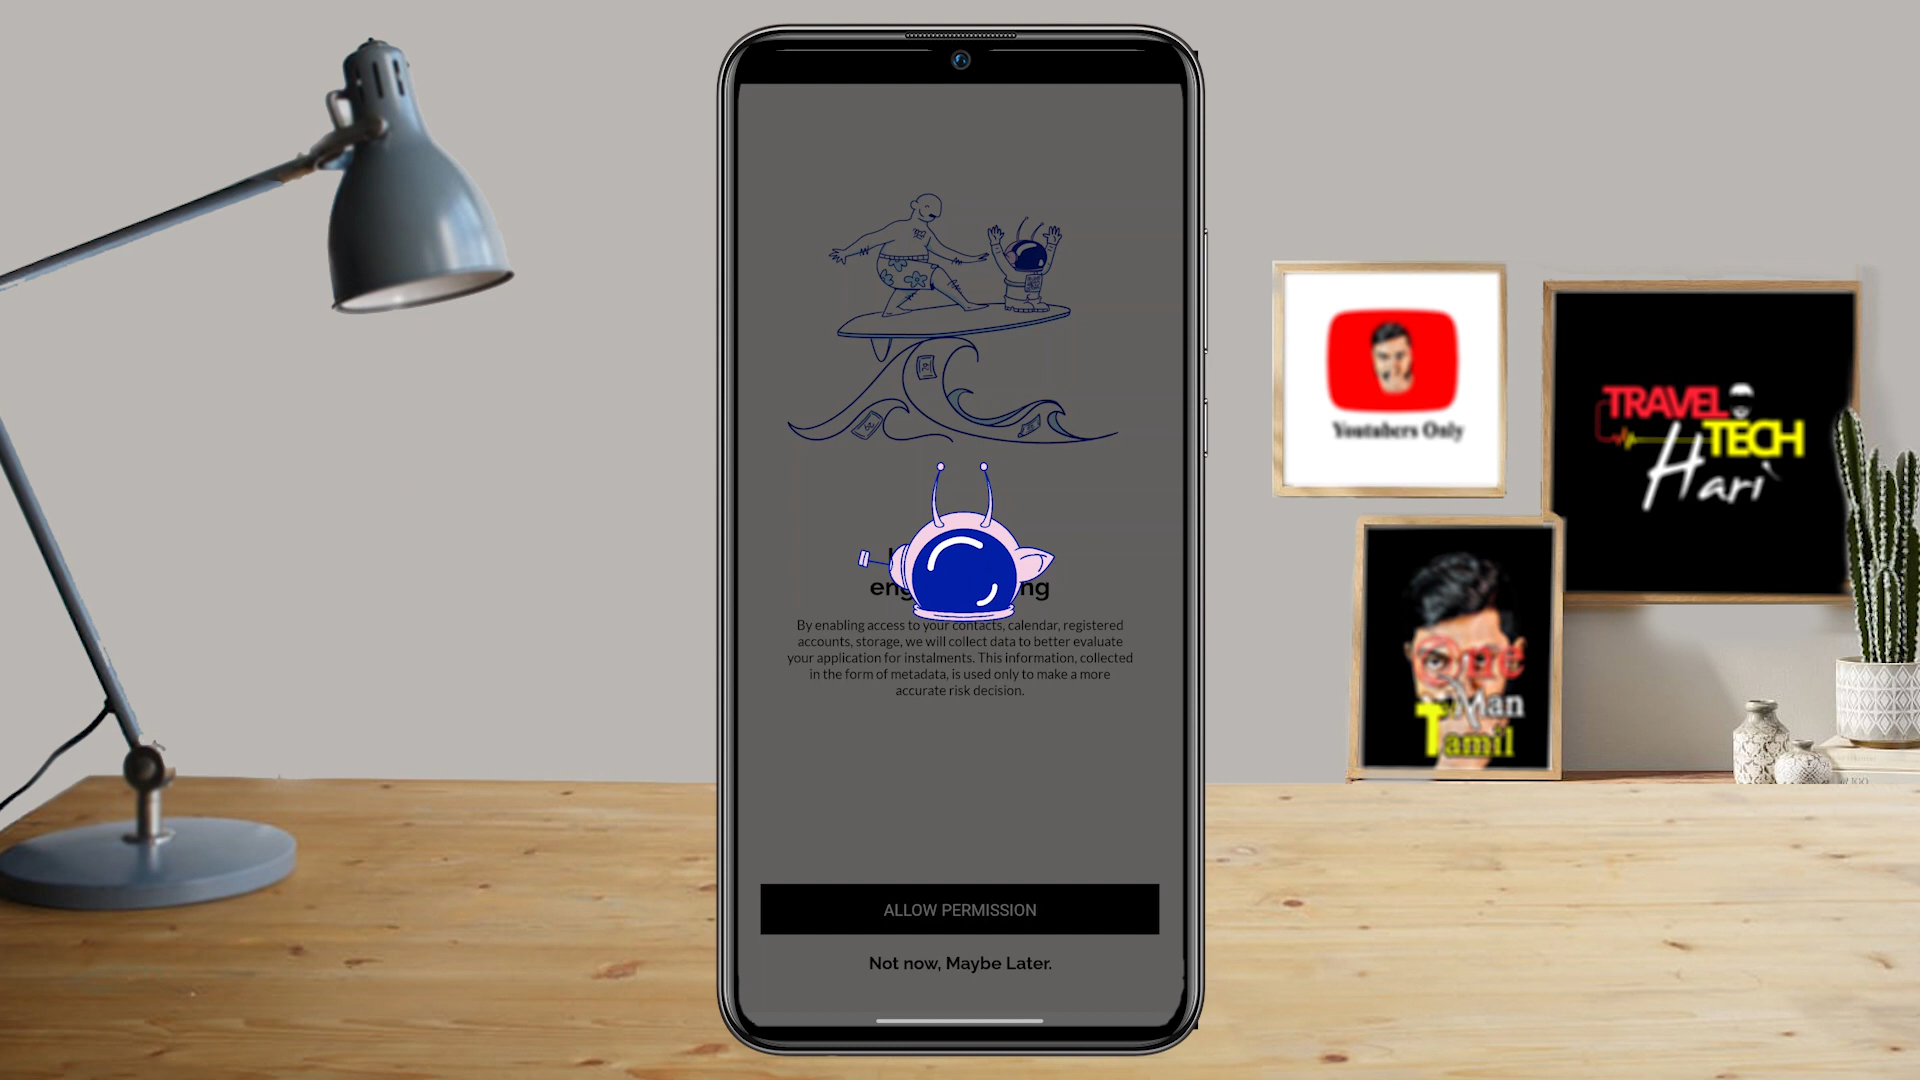 By enabling access to your contacts, calendar, registered
accounts, storage, we will collect data to better evaluate
your application for instalments. This information, collected
in the form of metadata, is used only to make a more
accurate risk decision.
ALLOW PERMISSION
Not now, Maybe Later.
Youtubers Only
TRAVEL
TECH
Hari
One
Man
Tamil